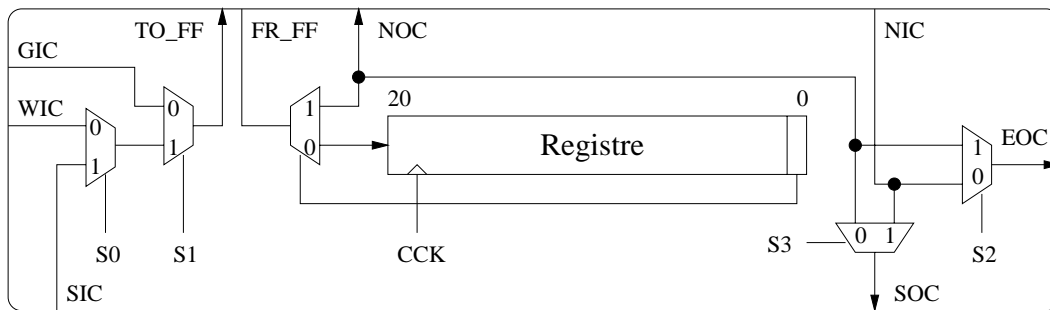 TO_FF FR_FF NOC NIC
GIC
20 0
0 1
WIC 0 EOC
1 0 Registre 1
1 0
S3 0 1
S0 S1 CCK S2
SIC SOC